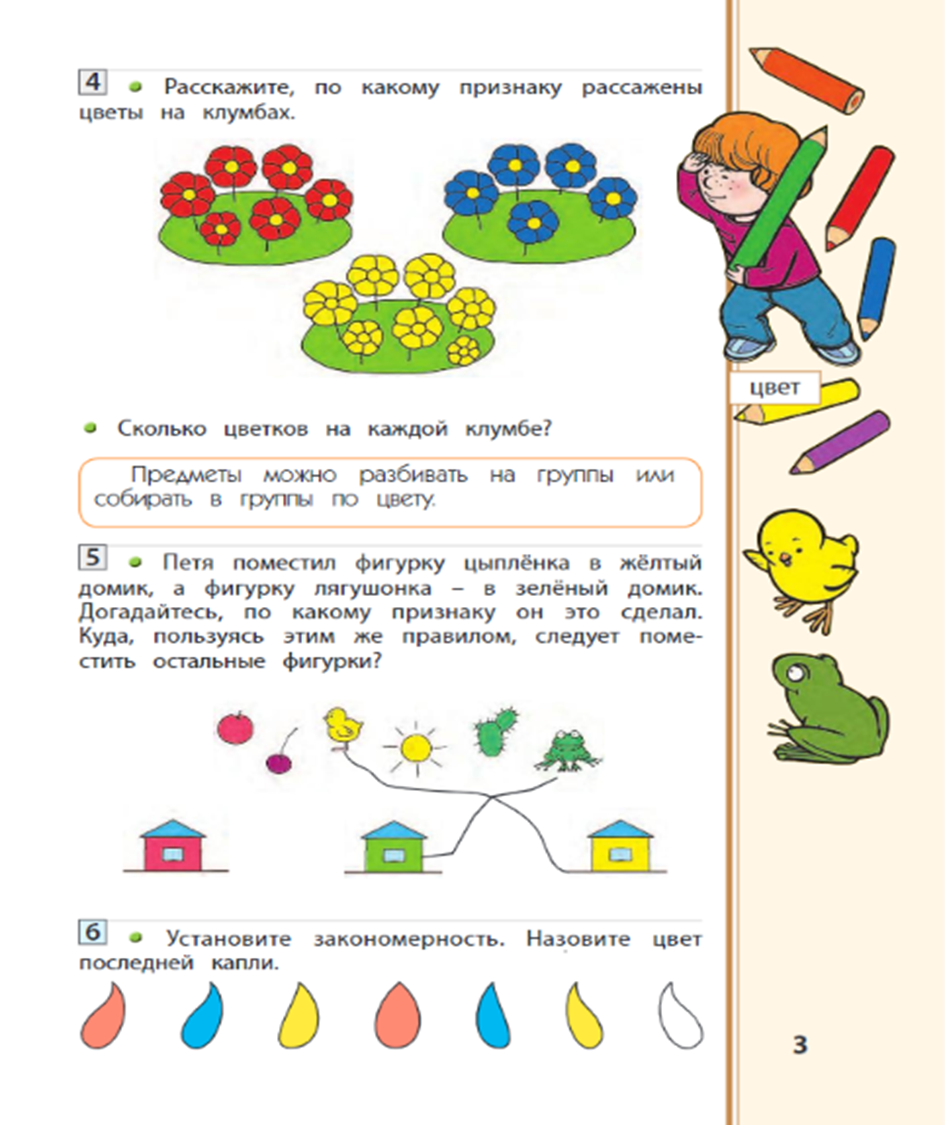 4 • Расскажите, по какому признаку рассажены
цветы на клумбах.
• Сколько цветков на каждой клумбе?
Предметы можно разбивать на группы или
собирать в группы по цвету.
5 • Петя поместил фигурку цыплёнка в жёлтый
домик, а фигурку лягушонка – в зелёный домик.
Догадайтесь, по какому признаку он это сделал.
Куда, пользуясь этим же правилом, следует поме-
стить остальные фигурки?
6 • Установите закономерность. Назовите цвет
последней капли.
цвет
3